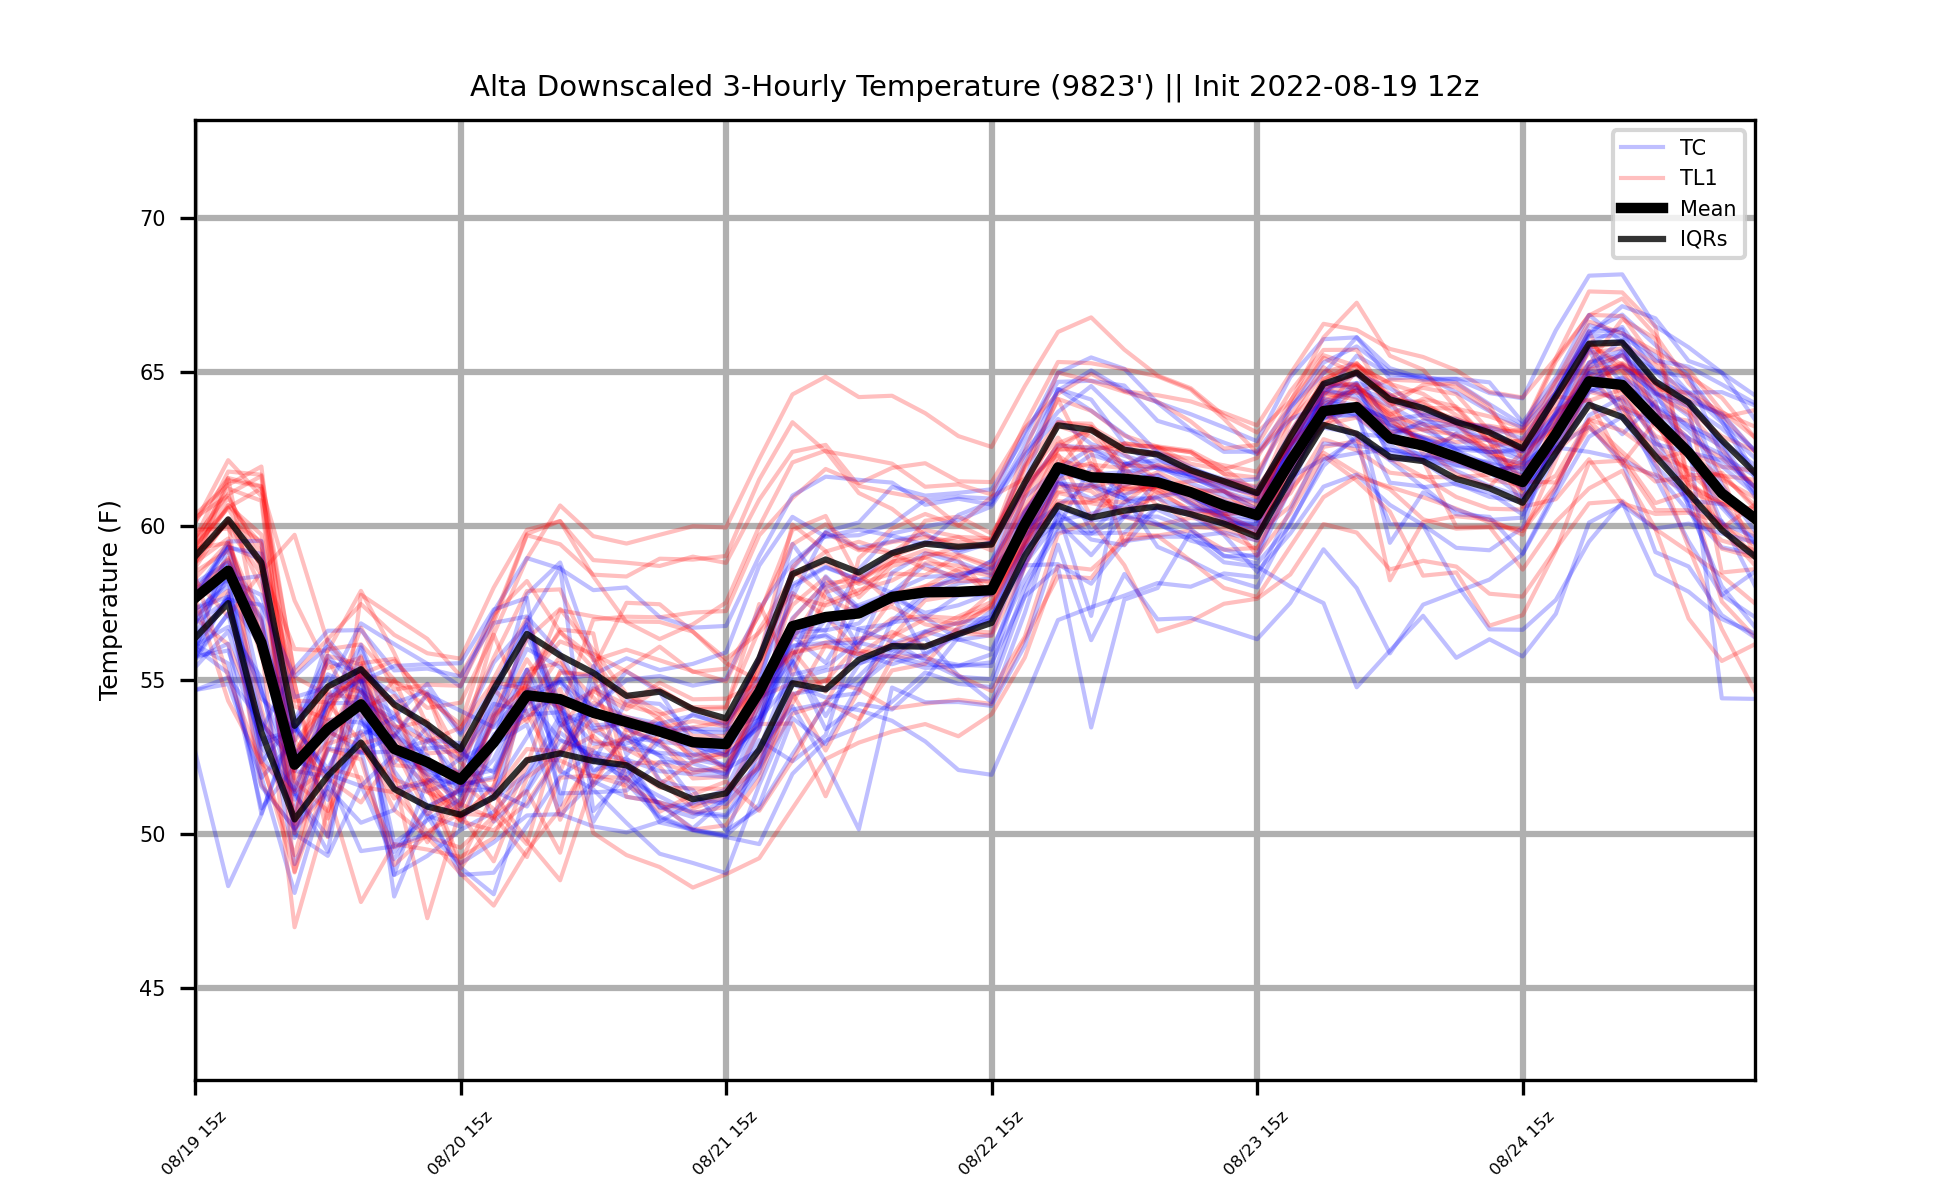 Alta Downscaled 3-Hourly Temperature (9823') || Init 2022-08-19 12z
TC
TL1
Mean
IQRs
Temperature (F)
70
65
60
55
50
45
08/19 15z
08/20 15z
08/21 15z
08/22 15z
08/23 15z
08/24 15z